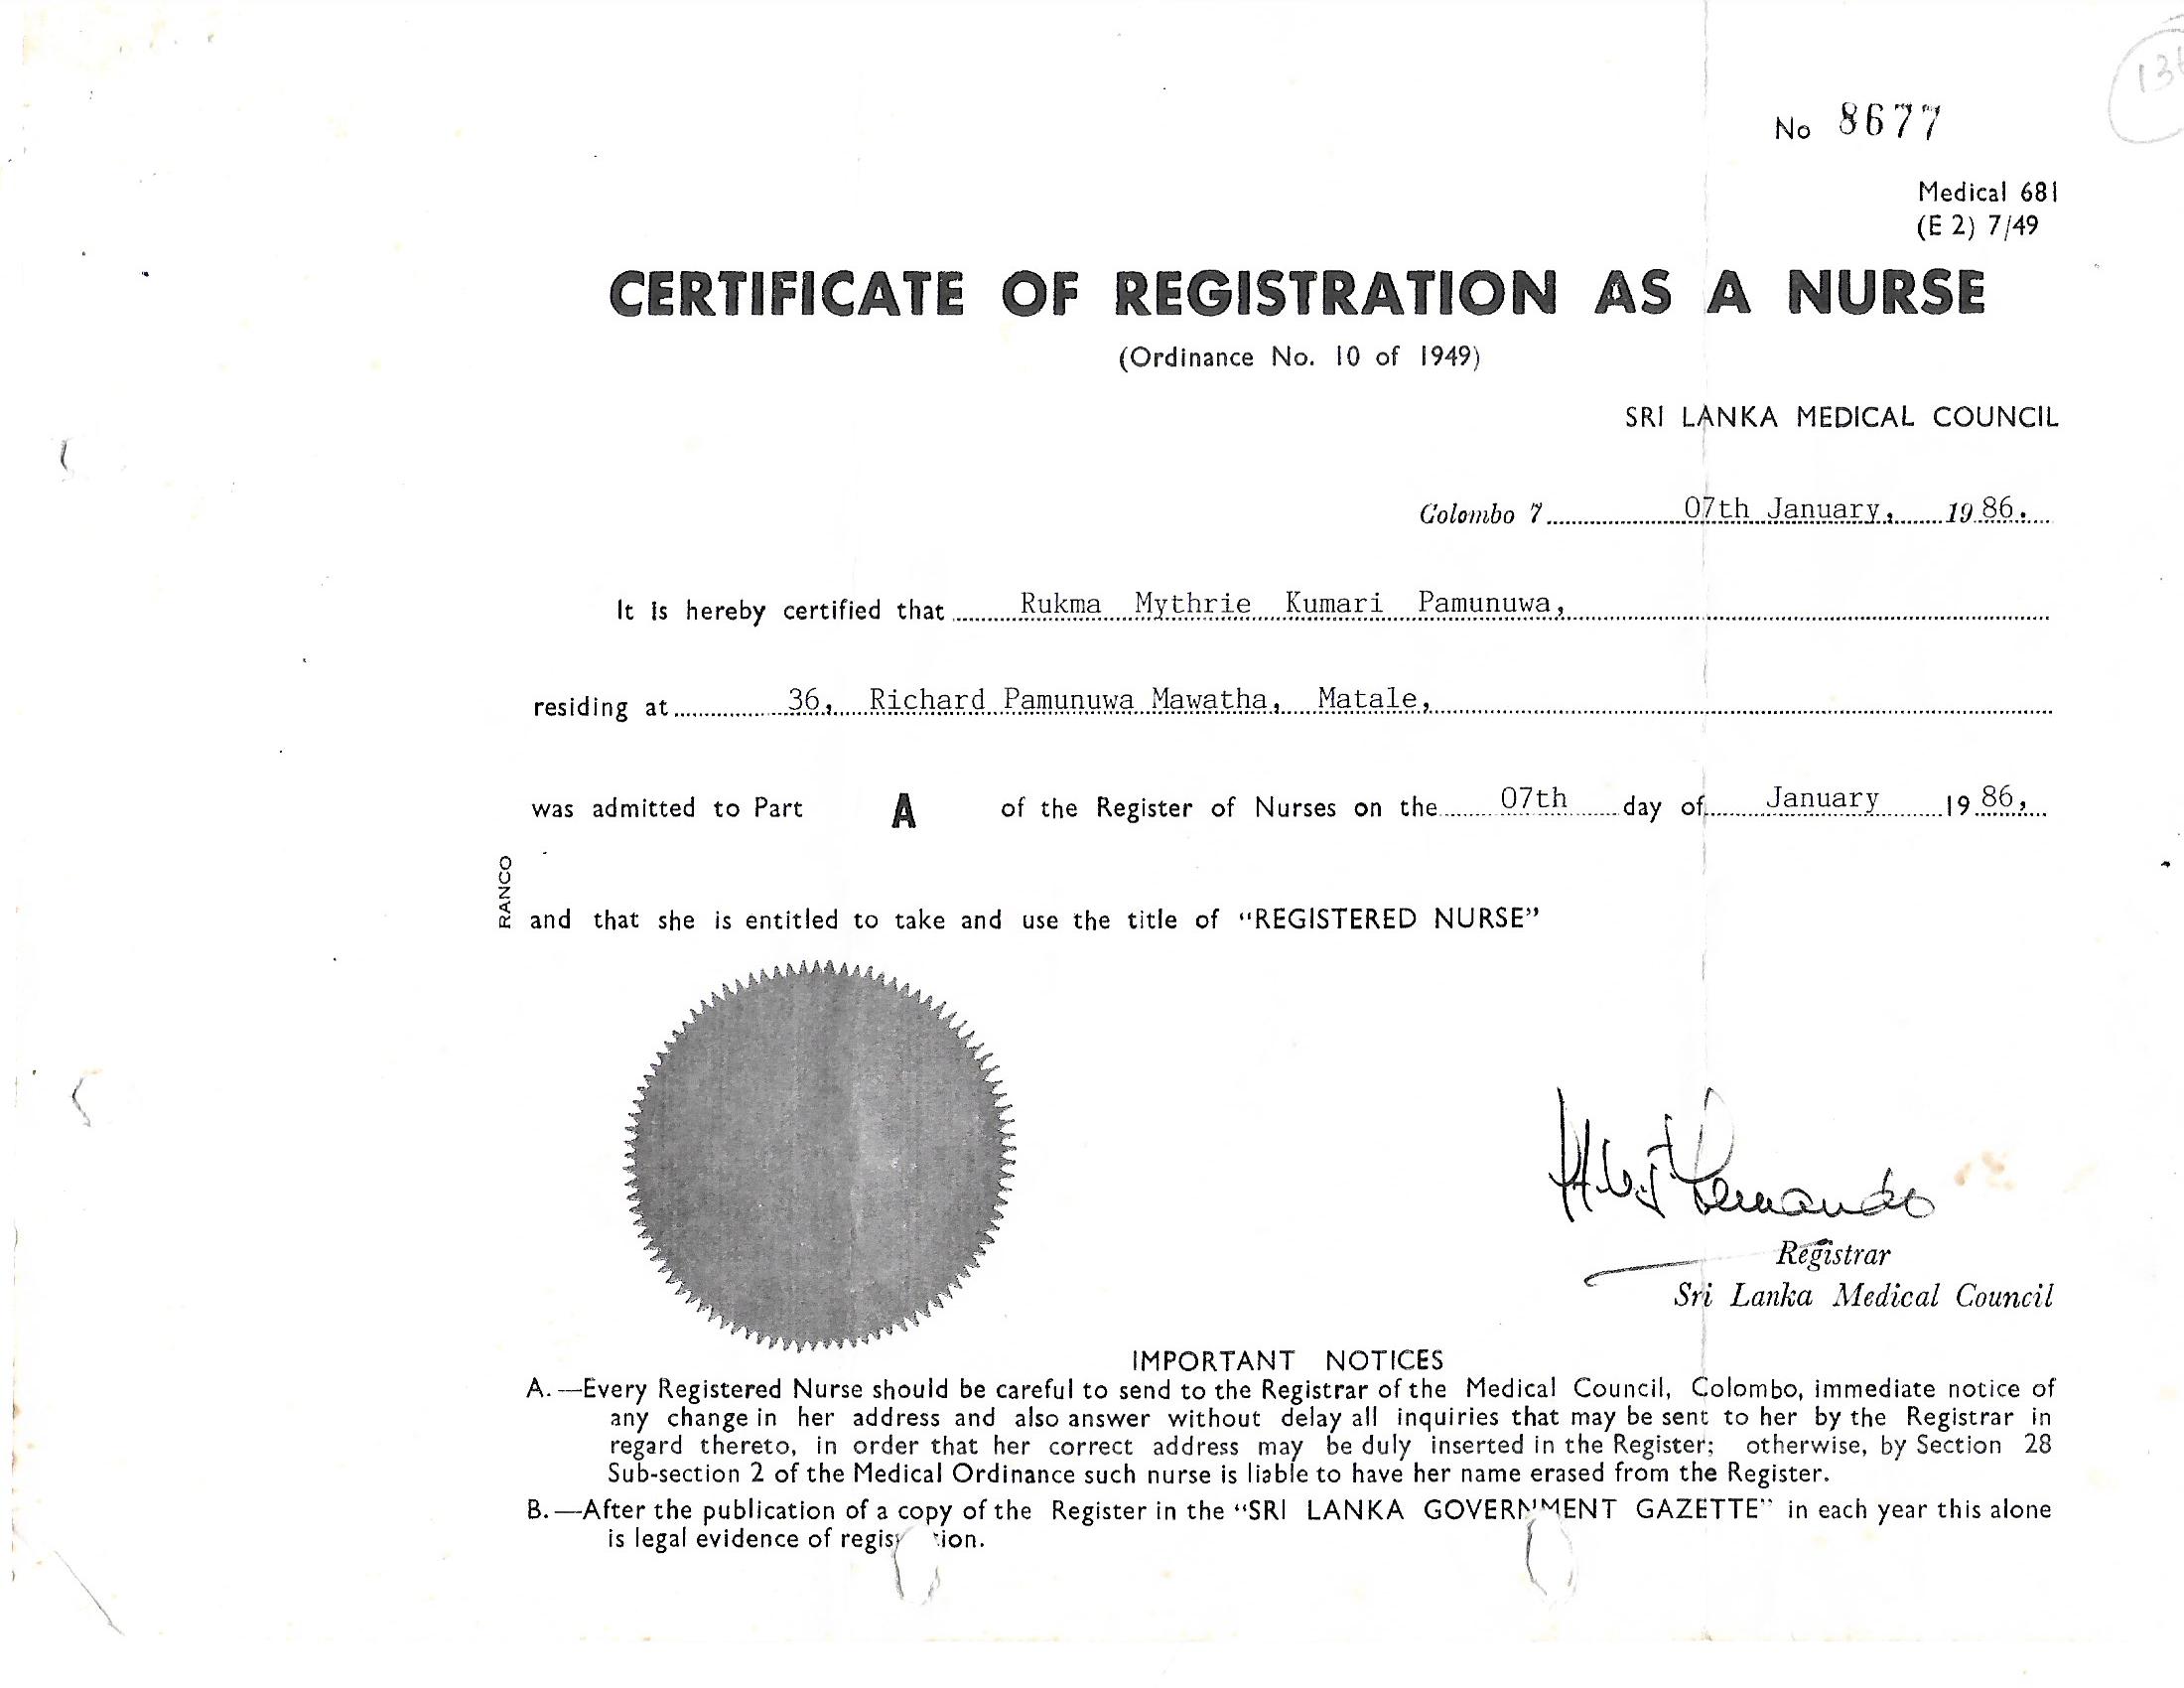 No 8677
Medical 681
(E 2) 7/49
CERTIFICATE OF REGISTRATION AS A NURSE
(Ordinance No. 10 of 1949)
SRI LANKA MEDICAL COUNCIL
Colombo 7 07th January, 1986.
It is hereby certified that Rukma Mythrie Kumari Pamunuwa,
residing at 36, Richard Pamunuwa Mawatha, Matale,
was admitted to Part A of the Register of Nurses on the 07th day of January 1986,
RANCO
and that she is entitled to take and use the title of "REGISTERED NURSE"
Fernando
Registrar
Sri Lanka Medical Council
IMPORTANT NOTICES
A.—Every Registered Nurse should be careful to send to the Registrar of the Medical Council, Colombo, immediate notice of
any change in her address and also answer without delay all inquiries that may be sent to her by the Registrar in
regard thereto, in order that her correct address may be duly inserted in the Register; otherwise, by Section 28
Sub-section 2 of the Medical Ordinance such nurse is liable to have her name erased from the Register.
B.—After the publication of a copy of the Register in the "SRI LANKA GOVERNMENT GAZETTE" in each year this alone
is legal evidence of registion.